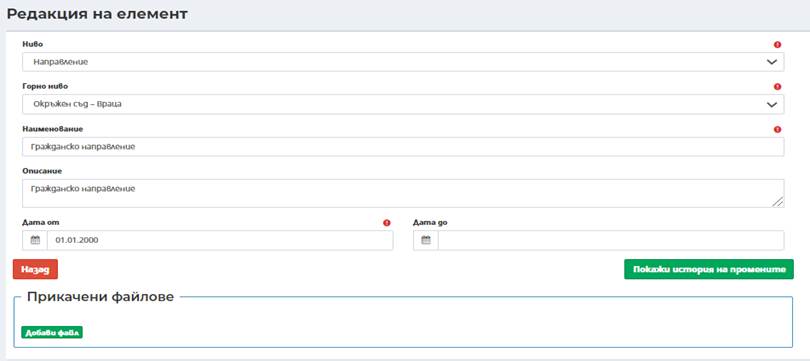 Редакция на елемент
Ниво
Направление
Горно ниво
Окръжен съд – Враца
Наименование
Гражданско направление
Описание
Гражданско направление
Дата от
Дата до
01.01.2000
Назад
Покажи история на промените
Прикачени файлове
Добави файл